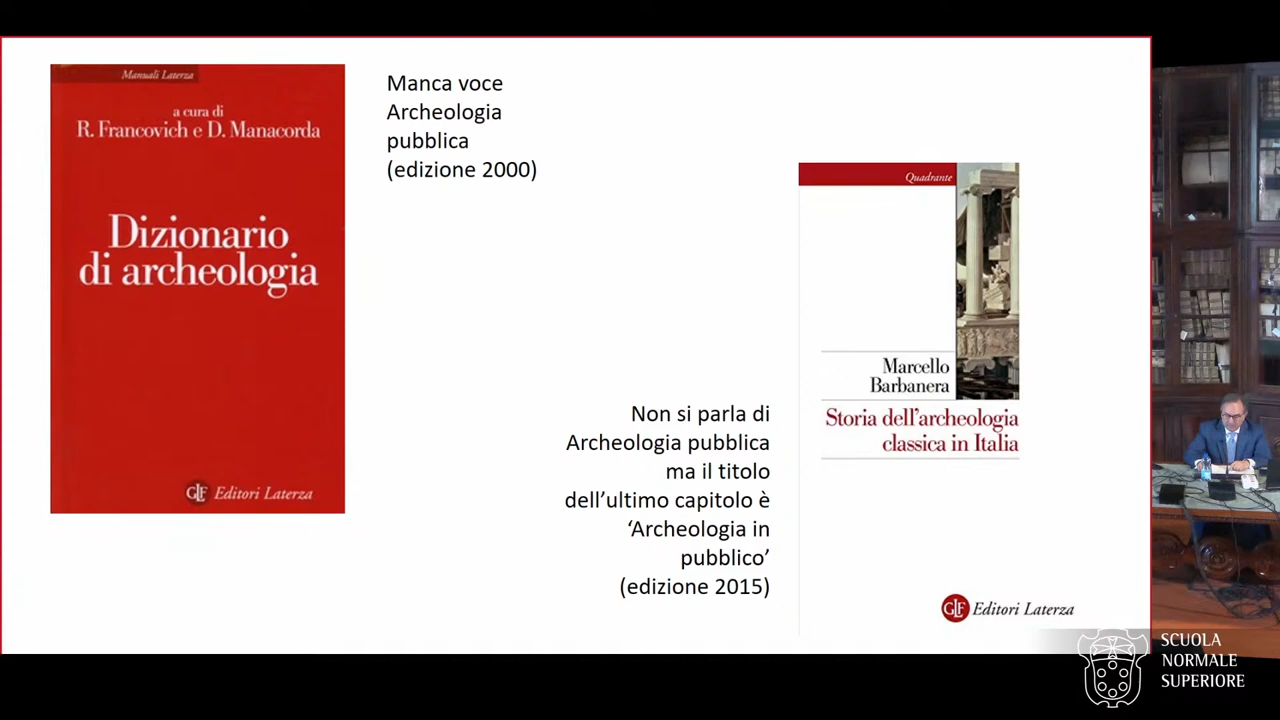 Manuali Laterza
a cura di
R. Francovich e D. Manacorda
Dizionario
di archeologia
GLF Editori Laterza
Manca voce
Archeologia
pubblica
(edizione 2000)
Non si parla di
Archeologia pubblica
ma il titolo
dell’ultimo capitolo è
‘Archeologia in
pubblico’
(edizione 2015)
Quadrante
Marcello
Barbanera
Storia dell’archeologia
classica in Italia
GLF Editori Laterza
SCUOLA
NORMALE
SUPERIORE